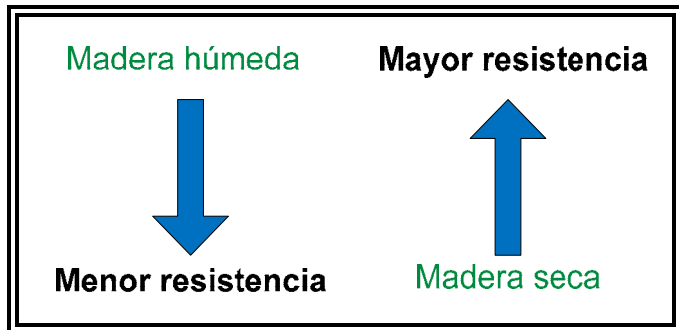 Madera húmeda
Menor resistencia
Mayor resistencia
Madera seca